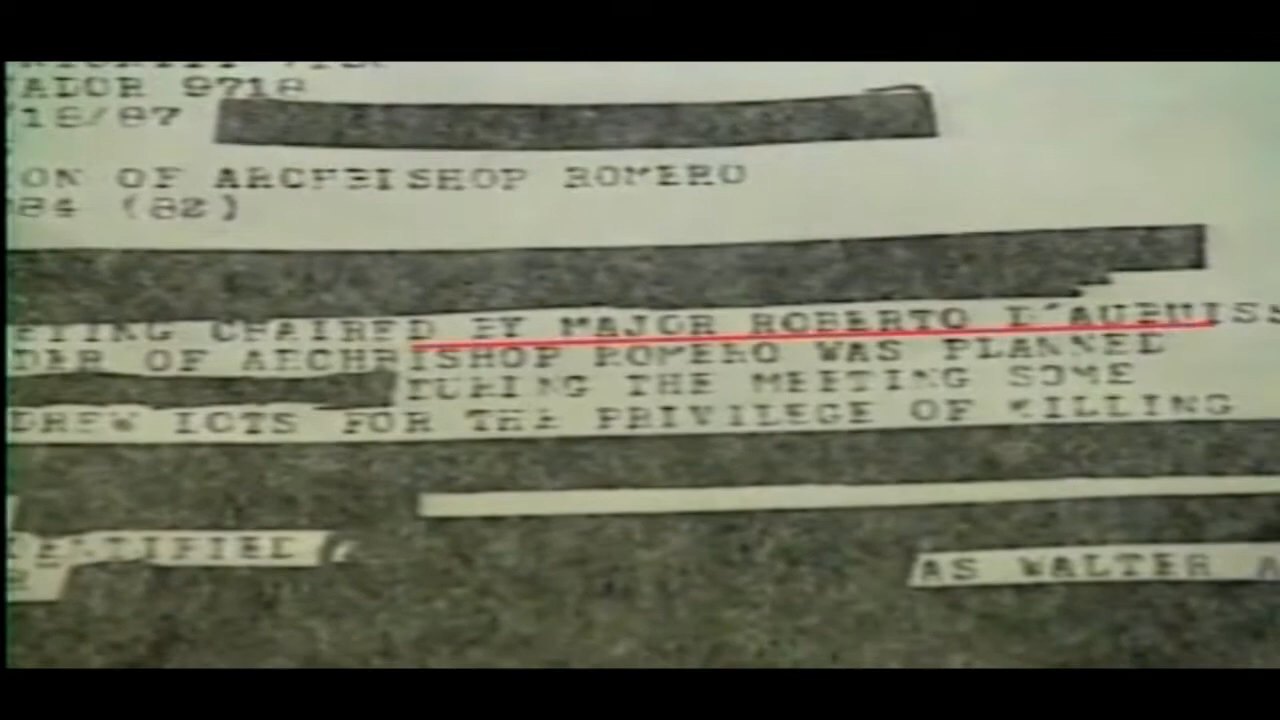 ADOR 9718
/18/87
ON OF ARCHBISHOP ROMERO
84 (82)
ETING CHAIRED BY MAJOR ROBERTO D'AUBUISS
DER OF ARCHBISHOP ROMERO WAS PLANNED
DURING THE MEETING SOME
DREW LOTS FOR THE PRIVILEGE OF KILLING
ENTIFIED (
R
AS WALTER A